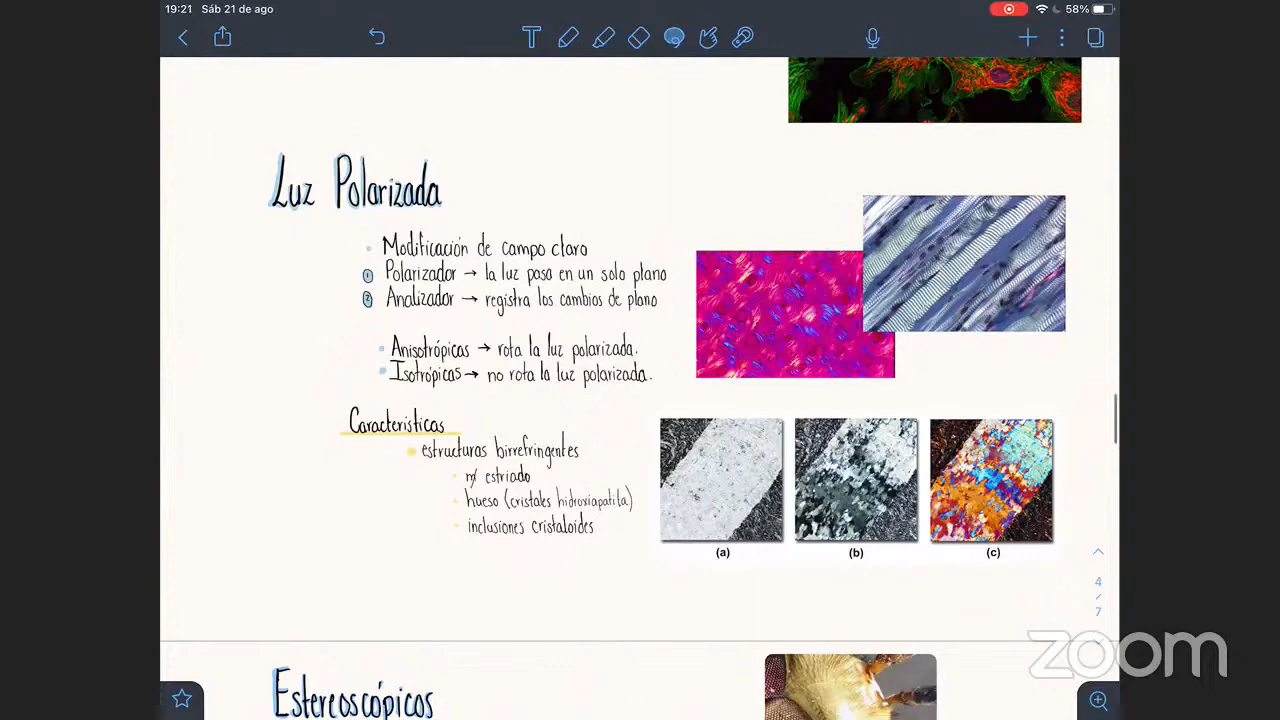 19:21 Sáb 21 de ago
58%
Luz Polarizada
Modificación de campo claro
1 Polarizador → la luz pasa en un solo plano
2 Analizador → registra los cambios de plano
Anisotrópicas → rota la luz polarizada.
Isotrópicas → no rota la luz polarizada.
Características
estructuras birrefringentes
m/ estriado
hueso (cristales hidroxiapatita)
inclusiones cristaloides
(a) (b) (c)
4
/
7
zoom
Estereoscópicos